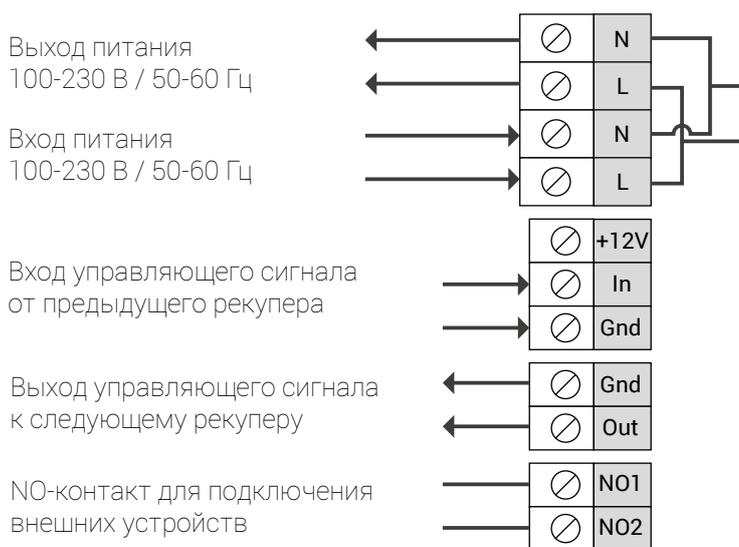 Выход питания
100-230 В / 50-60 Гц
Вход питания
100-230 В / 50-60 Гц
Вход управляющего сигнала
от предыдущего рекупера
Выход управляющего сигнала
к следующему рекуперу
NO-контакт для подключения
внешних устройств
N
L
N
L
+12V
In
Gnd
Gnd
Out
NO1
NO2